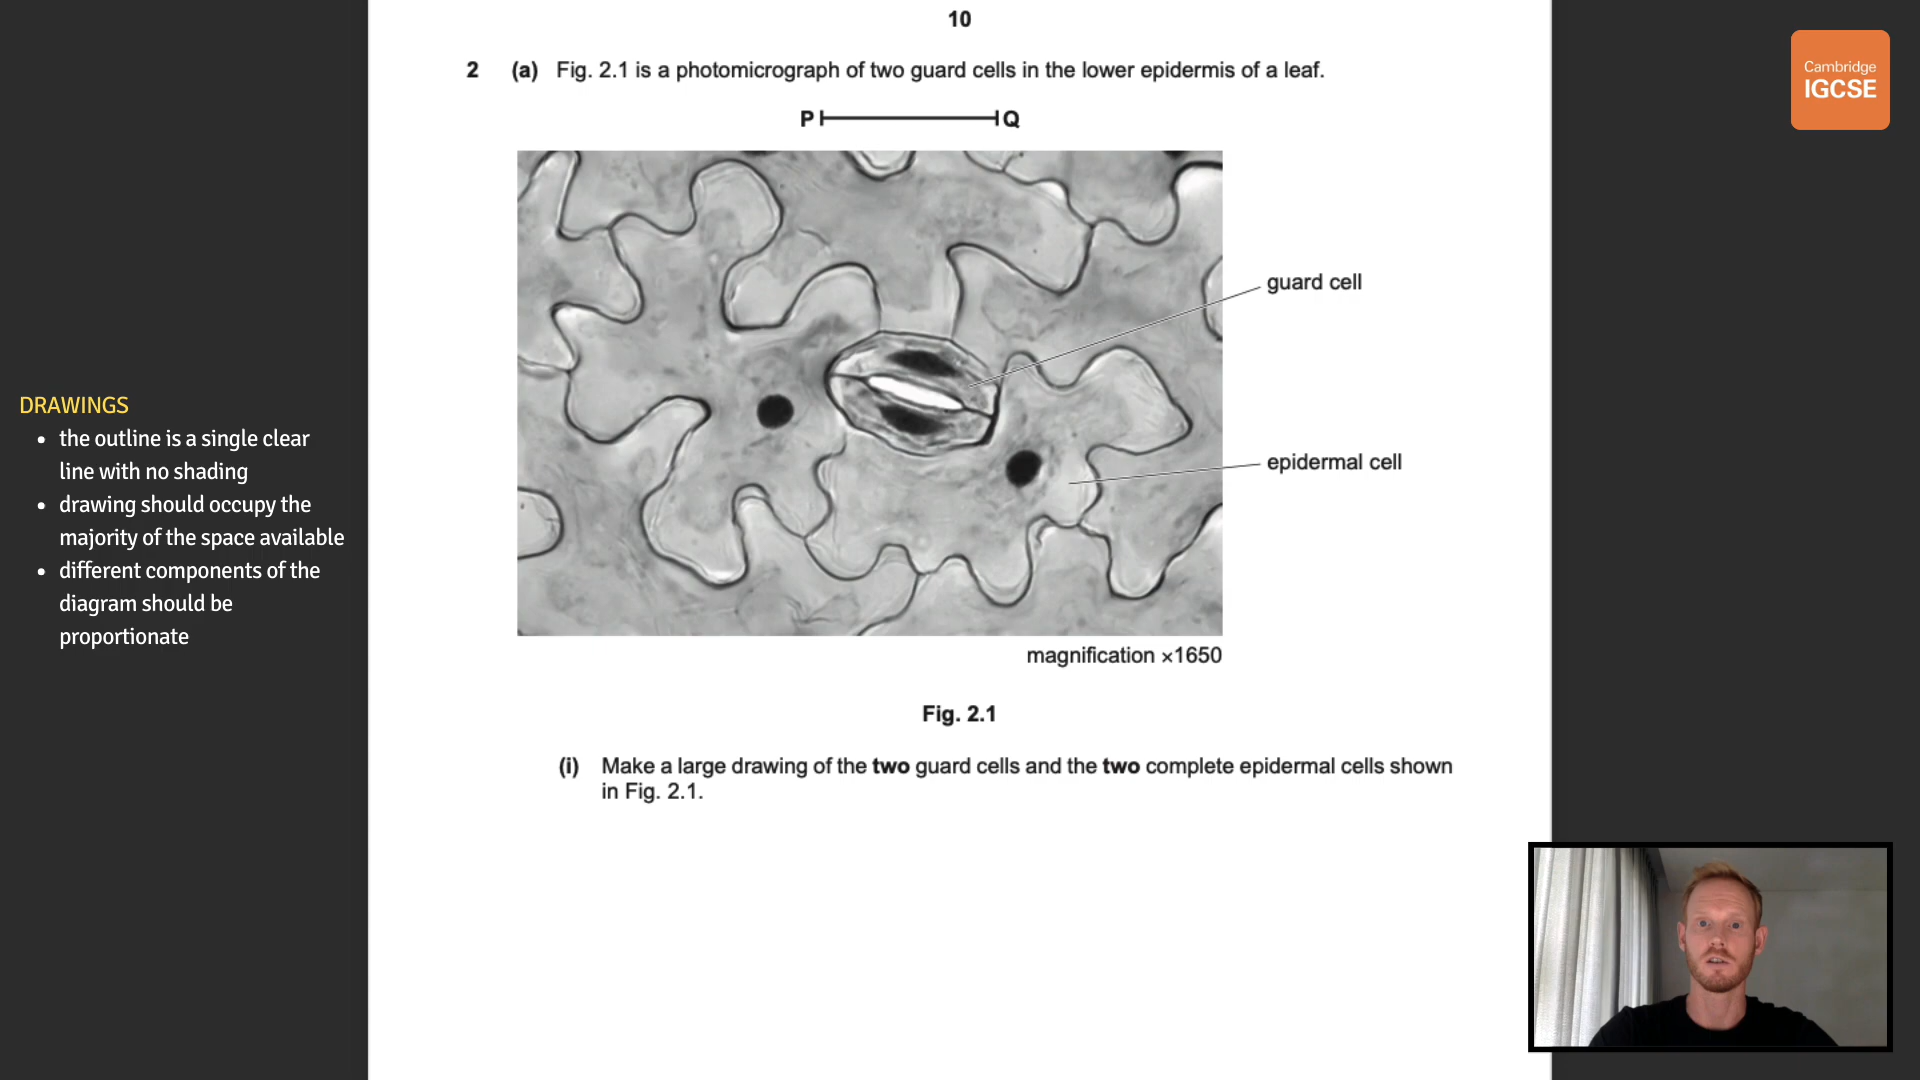 10
2 (a) Fig. 2.1 is a photomicrograph of two guard cells in the lower epidermis of a leaf.
Cambridge
IGCSE
P Q
guard cell
epidermal cell
DRAWINGS
• the outline is a single clear
line with no shading
• drawing should occupy the
majority of the space available
• different components of the
diagram should be
proportionate
magnification ×1650
Fig. 2.1
(i) Make a large drawing of the two guard cells and the two complete epidermal cells shown
in Fig. 2.1.